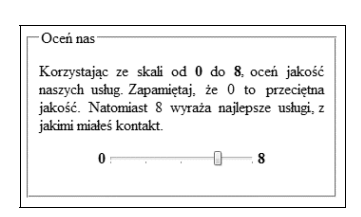 Oceń nas
Korzystając ze skali od 0 do 8, oceń jakość
naszych usług. Zapamiętaj, że 0 to przeciętna
jakość. Natomiast 8 wyraża najlepsze usługi, z
jakimi miałeś kontakt.
0 8